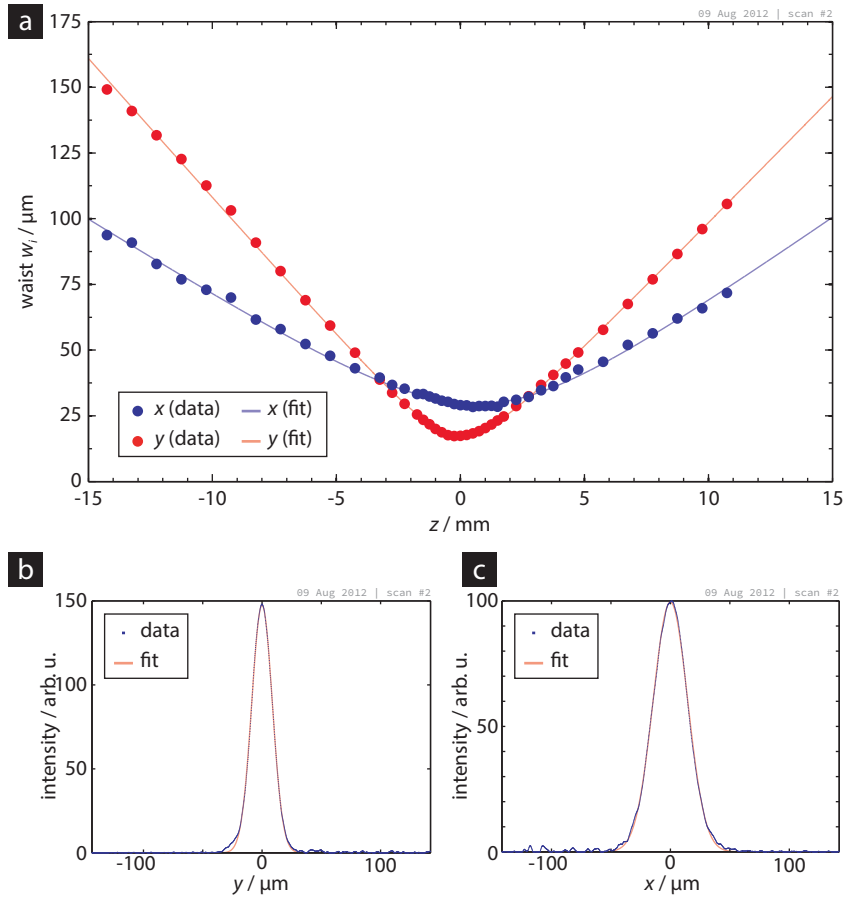 a
09 Aug 2012 | scan #2
175
150
125
100
75
50
25
0
waist wᵢ / µm
x (data) x (fit)
y (data) y (fit)
-15 -10 -5 0 5 10 15
z / mm
b
09 Aug 2012 | scan #2
150
100
50
0
intensity / arb. u.
data
fit
-100 0 100
y / µm
c
09 Aug 2012 | scan #2
100
50
0
intensity / arb. u.
data
fit
-100 0 100
x / µm